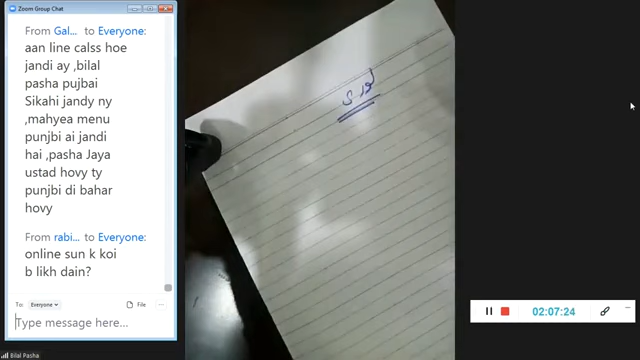 Zoom Group Chat
From Gal... to Everyone:
aan line calss hoe
jandi ay ,bilal
pasha pujbai
Sikahi jandy ny
,mahyea menu
punjbi ai jandi
hai ,pasha Jaya
ustad hovy ty
punjbi di bahar
hovy
From rabi... to Everyone:
online sun k koi
b likh dain?
To: Everyone
File
Type message here...
02:07:24
Bilal Pasha